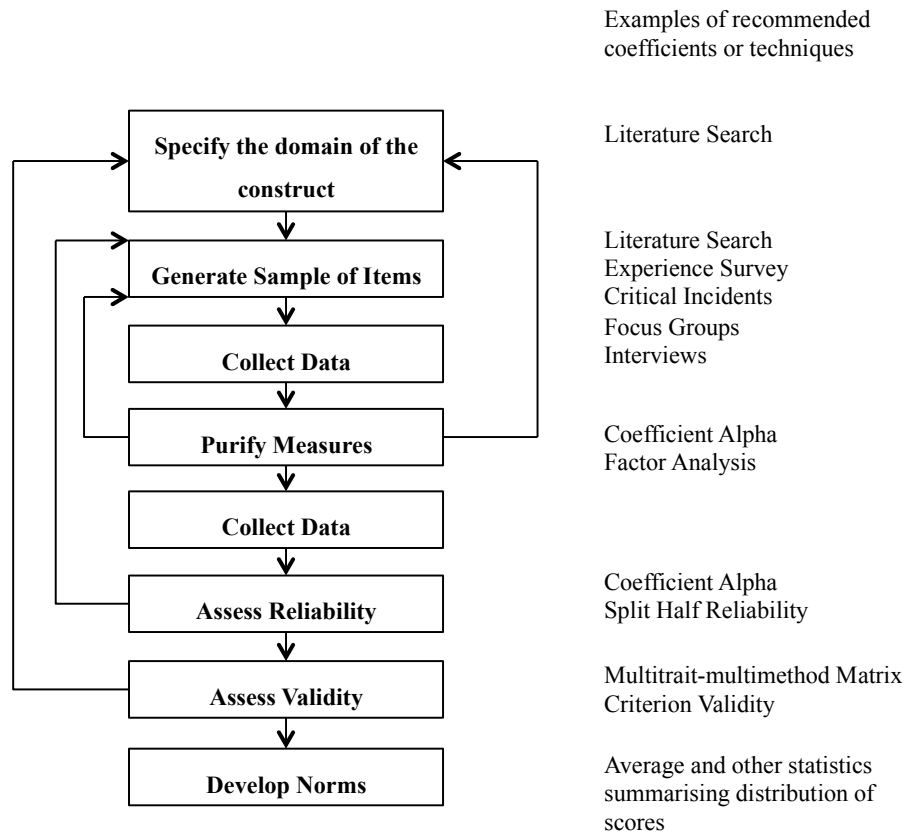 Examples of recommended
coefficients or techniques
Specify the domain of the
construct
Literature Search
Generate Sample of Items
Literature Search
Experience Survey
Critical Incidents
Focus Groups
Interviews
Collect Data
Purify Measures
Coefficient Alpha
Factor Analysis
Collect Data
Assess Reliability
Coefficient Alpha
Split Half Reliability
Assess Validity
Multitrait-multimethod Matrix
Criterion Validity
Develop Norms
Average and other statistics
summarising distribution of
scores